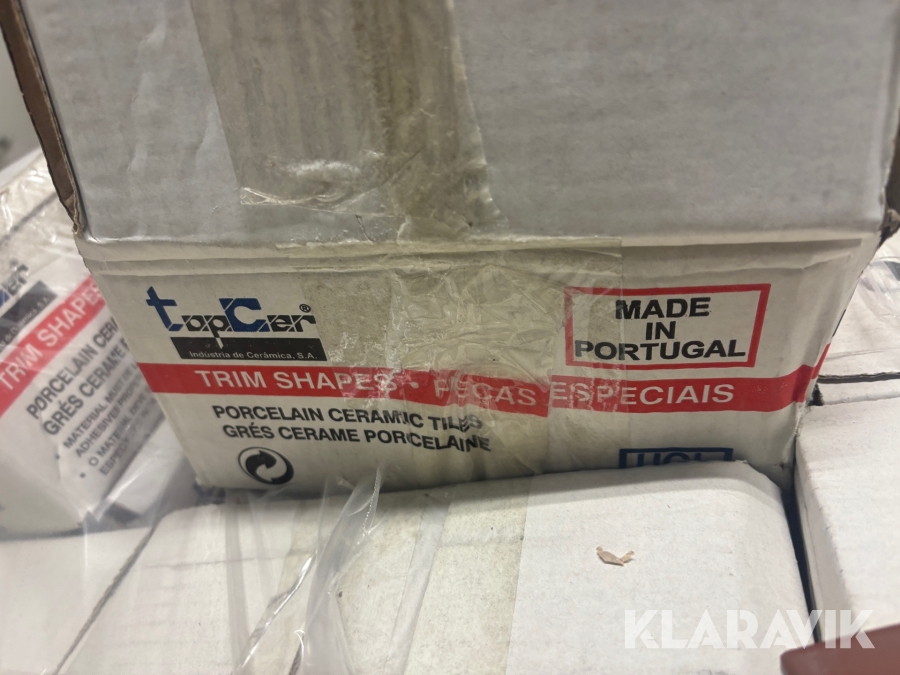 topCer®
Indústria de Cerâmica, S.A.
MADE
IN
PORTUGAL
TRIM SHAPES • PEÇAS ESPECIAIS
PORCELAIN CERAMIC TILES
GRÉS CERAME PORCELAINE
TRIM SHAPES
PORCELAIN CERA
GRÉS CERAME
KLARAVIK